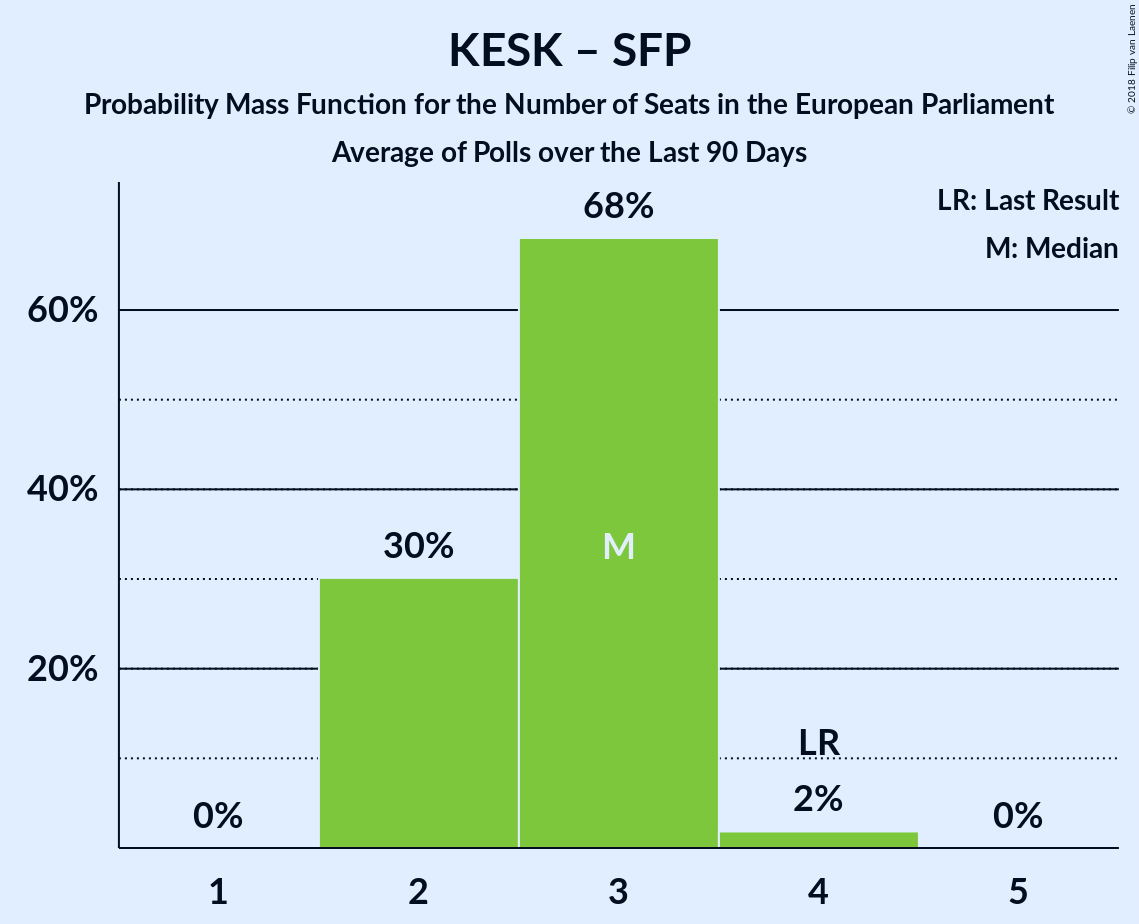 KESK – SFP
Probability Mass Function for the Number of Seats in the European Parliament
Average of Polls over the Last 90 Days
© 2018 Filip van Laenen
LR: Last Result
M: Median
68%
60%
40%
30%
M
20%
LR
0%
2%
0%
1 2 3 4 5